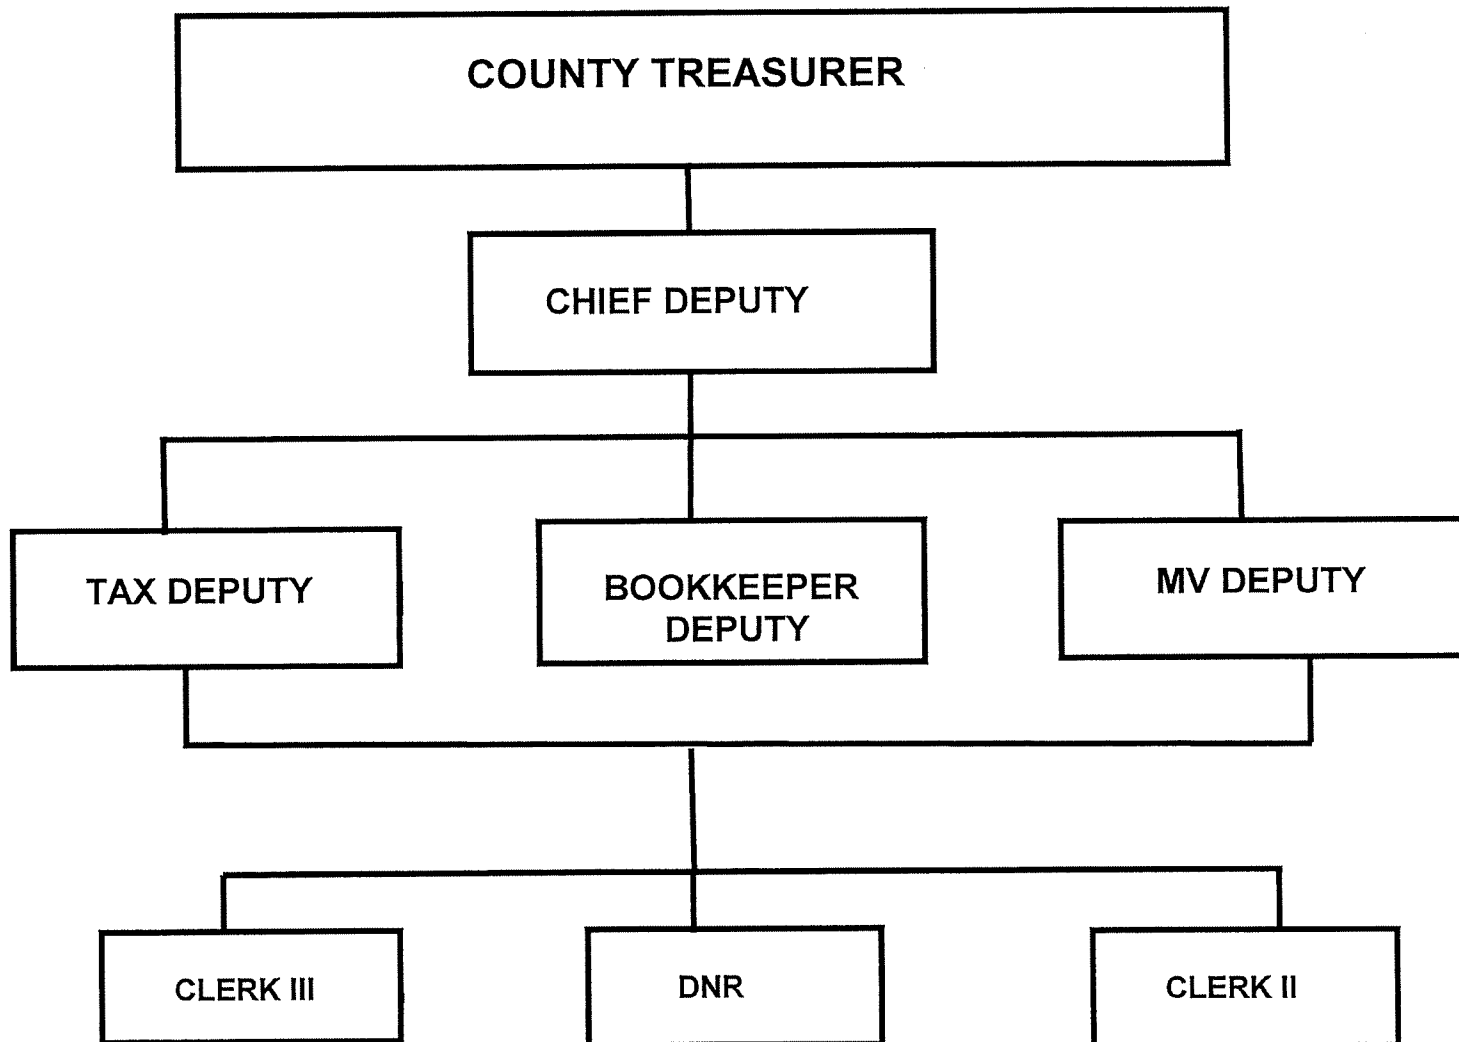 COUNTY TREASURER
CHIEF DEPUTY
TAX DEPUTY
BOOKKEEPER
DEPUTY
MV DEPUTY
CLERK III
DNR
CLERK II